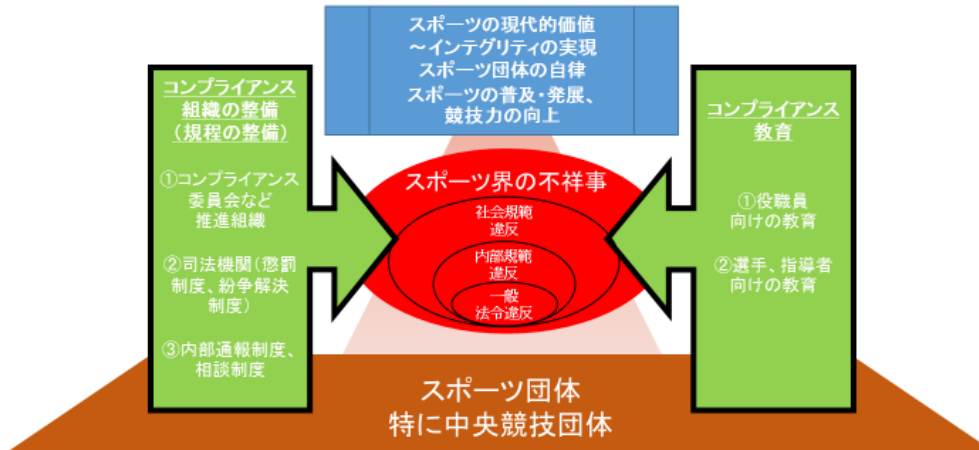 スポーツの現代的価値
～インテグリティの実現
スポーツ団体の自律
スポーツの普及・発展、
競技力の向上
コンプライアンス
組織の整備
（規程の整備）
①コンプライアンス
委員会など
推進組織
②司法機関（懲罰
制度、紛争解決
制度）
③内部通報制度、
相談制度
スポーツ界の不祥事
社会規範
違反
内部規範
違反
一般
法令違反
コンプライアンス
教育
①役職員
向けの教育
②選手、指導者
向けの教育
スポーツ団体
特に中央競技団体